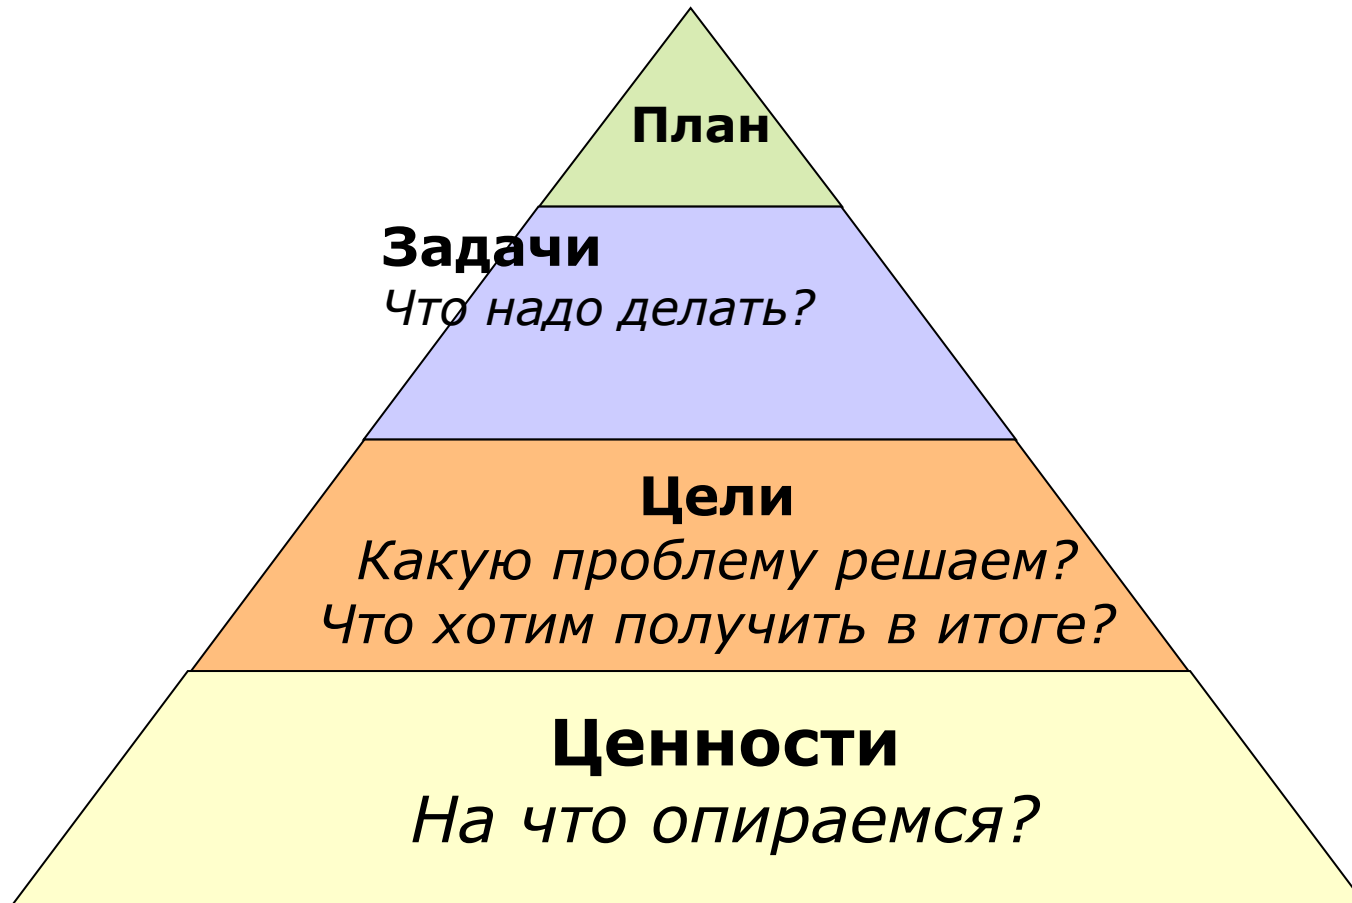 План
Задачи
Что надо делать?
Цели
Какую проблему решаем?
Что хотим получить в итоге?
Ценности
На что опираемся?